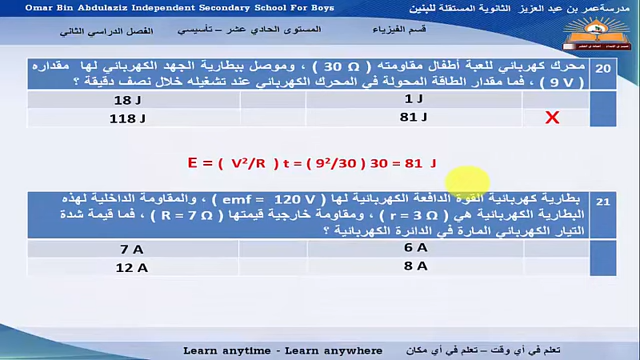 Omar Bin Abdulaziz Independent Secondary School For Boys
مدرسة عمر بن عبد العزيز الثانوية المستقلة للبنين
قسم الفيزياء
المستوى الحادي عشر – تأسيسي
الفصل الدراسي الثاني
20
محرك كهربائي للعبة أطفال مقاومته ( 30 Ω ) ، وموصل ببطارية الجهد الكهربائي لها مقداره
( 9 V ) ، فما مقدار الطاقة المحولة في المحرك الكهربائي عند تشغيله خلال نصف دقيقة ؟
1 J
18 J
X
81 J
118 J
E = ( V²/R ) t = ( 9²/30 ) 30 = 81 J
21
بطارية كهربائية القوة الدافعة الكهربائية لها ( emf = 120 V ) ، والمقاومة الداخلية لهذه
البطارية الكهربائية هي ( r = 3 Ω ) ، ومقاومة خارجية قيمتها ( R = 7 Ω ) ، فما قيمة شدة
التيار الكهربائي المارة في الدائرة الكهربائية ؟
6 A
7 A
8 A
12 A
Learn anytime - Learn anywhere
تعلم في أي وقت – تعلم في أي مكان